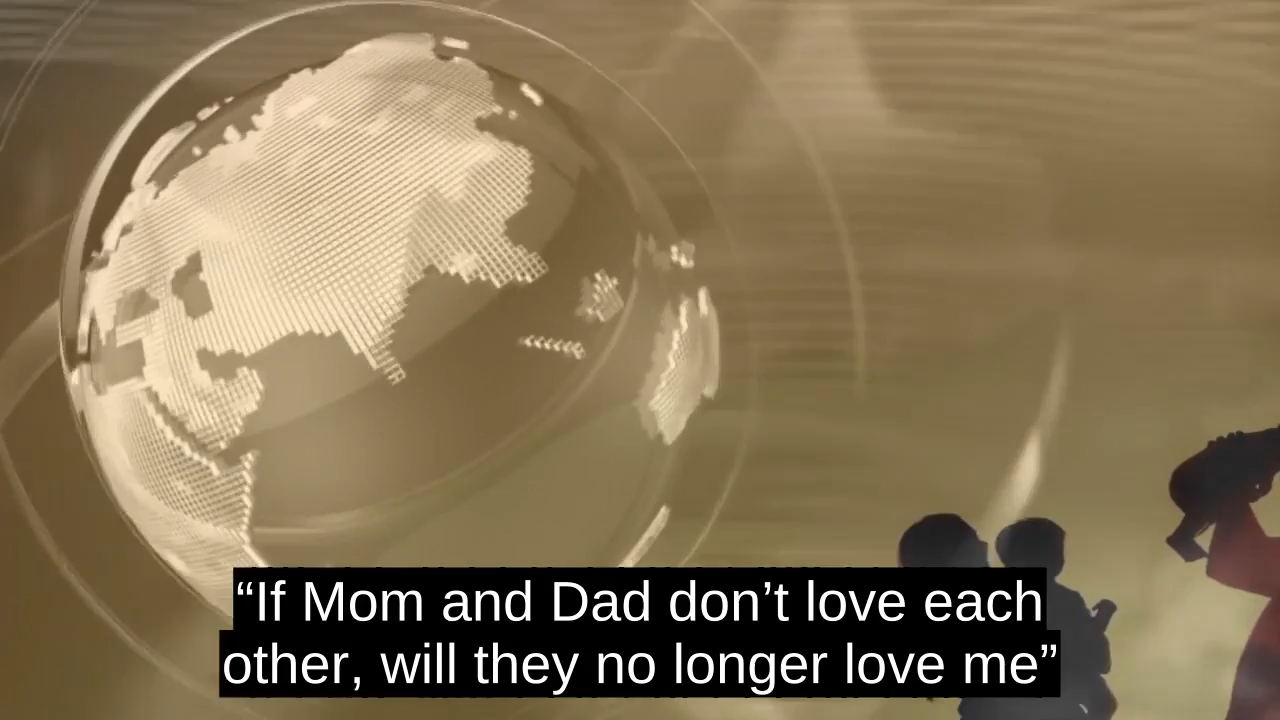 “If Mom and Dad don’t love each
other, will they no longer love me”